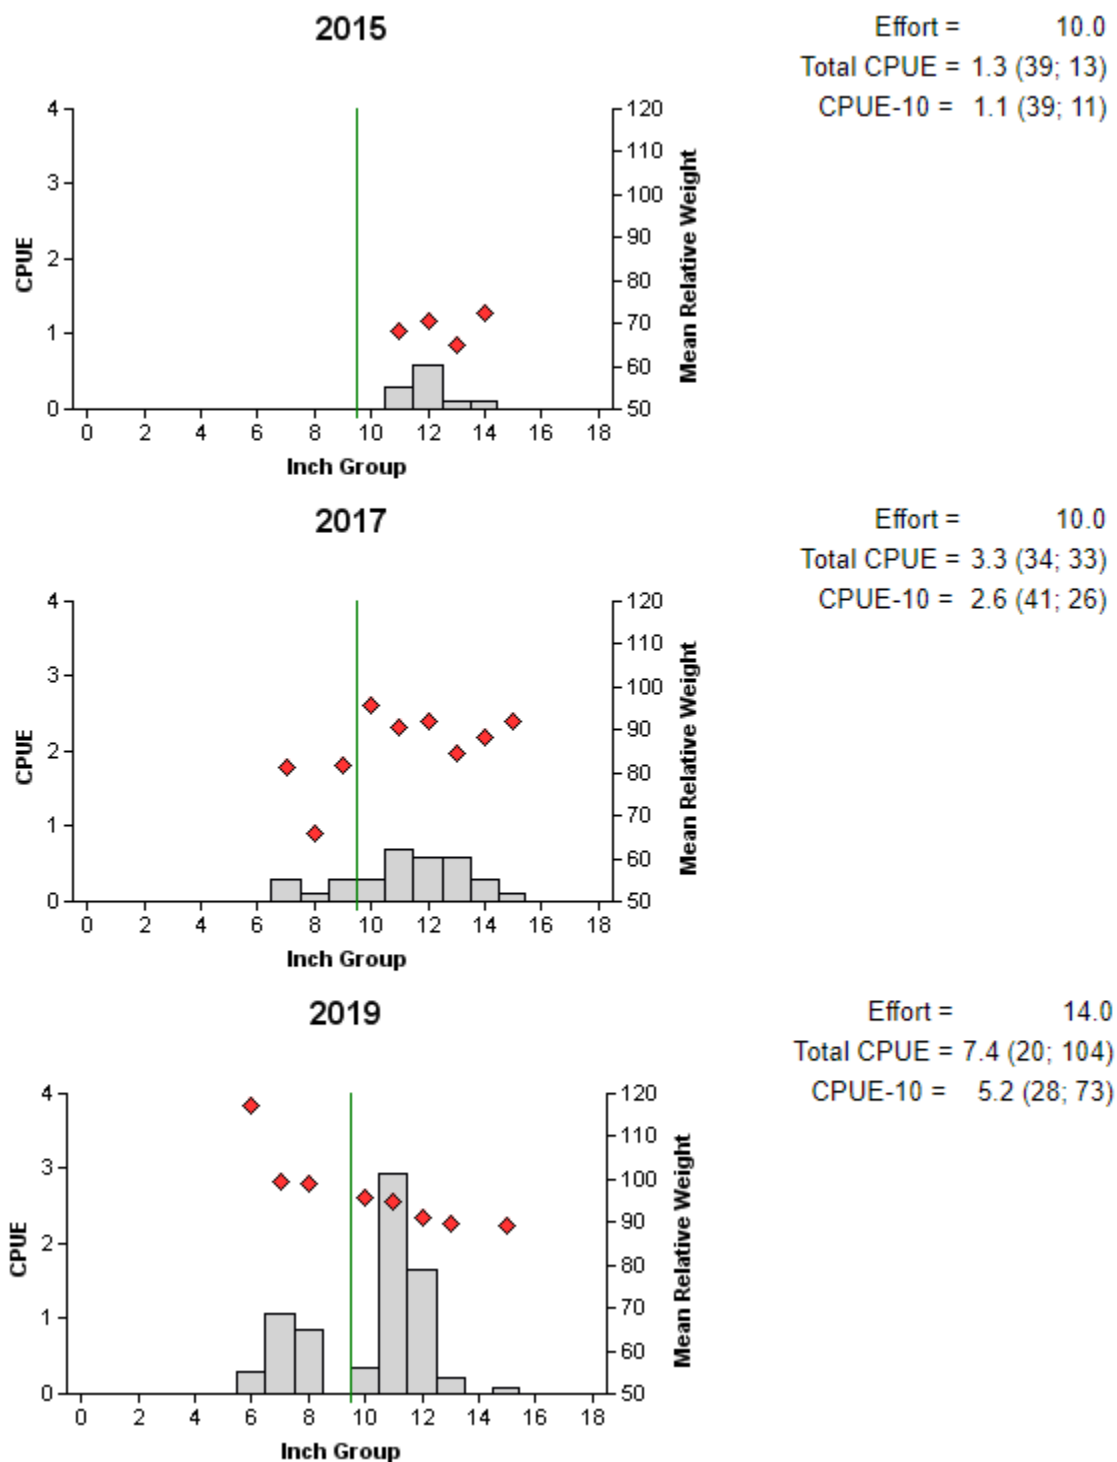 2015
Effort = 10.0
Total CPUE = 1.3 (39; 13)
CPUE-10 = 1.1 (39; 11)
4
3
2
1
0
CPUE
120
110
100
90
80
70
60
50
Mean Relative Weight
0 2 4 6 8 10 12 14 16 18
Inch Group
2017
Effort = 10.0
Total CPUE = 3.3 (34; 33)
CPUE-10 = 2.6 (41; 26)
4
3
2
1
0
CPUE
120
110
100
90
80
70
60
50
Mean Relative Weight
0 2 4 6 8 10 12 14 16 18
Inch Group
2019
Effort = 14.0
Total CPUE = 7.4 (20; 104)
CPUE-10 = 5.2 (28; 73)
4
3
2
1
0
CPUE
120
110
100
90
80
70
60
50
Mean Relative Weight
0 2 4 6 8 10 12 14 16 18
Inch Group